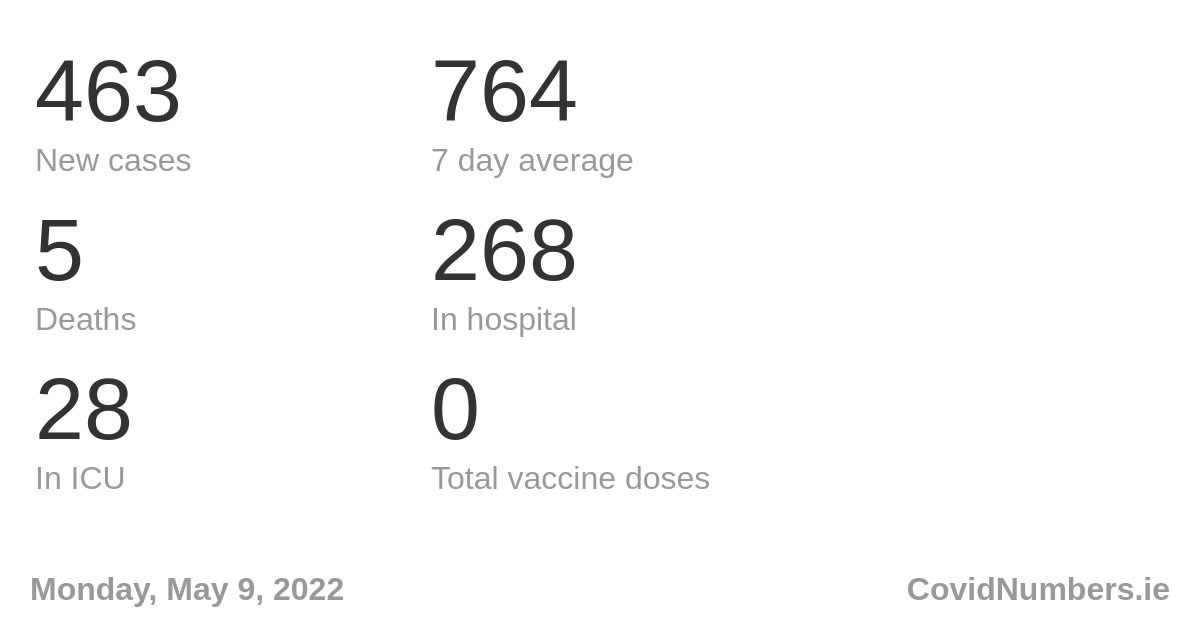 463
New cases
764
7 day average
5
Deaths
268
In hospital
28
In ICU
0
Total vaccine doses
Monday, May 9, 2022
CovidNumbers.ie